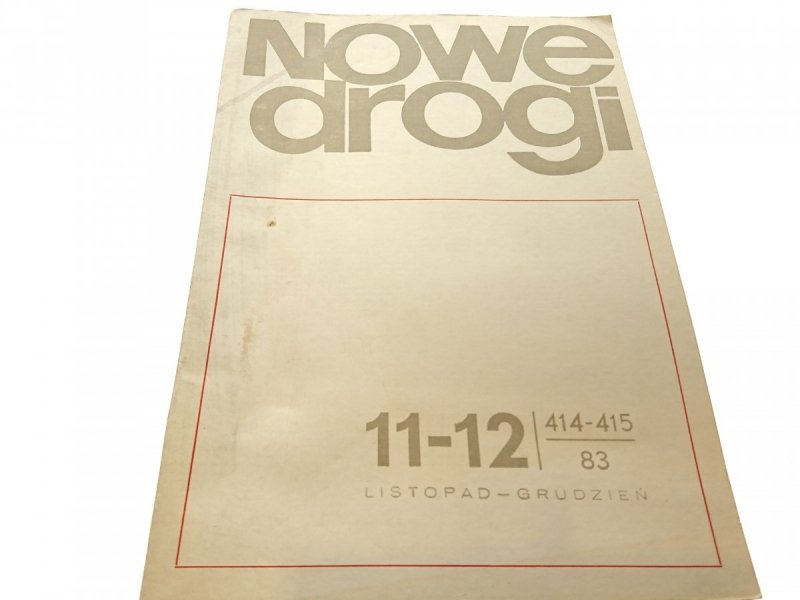 Nowe
drogi
11-12 414-415
83
LISTOPAD-GRUDZIEŃ